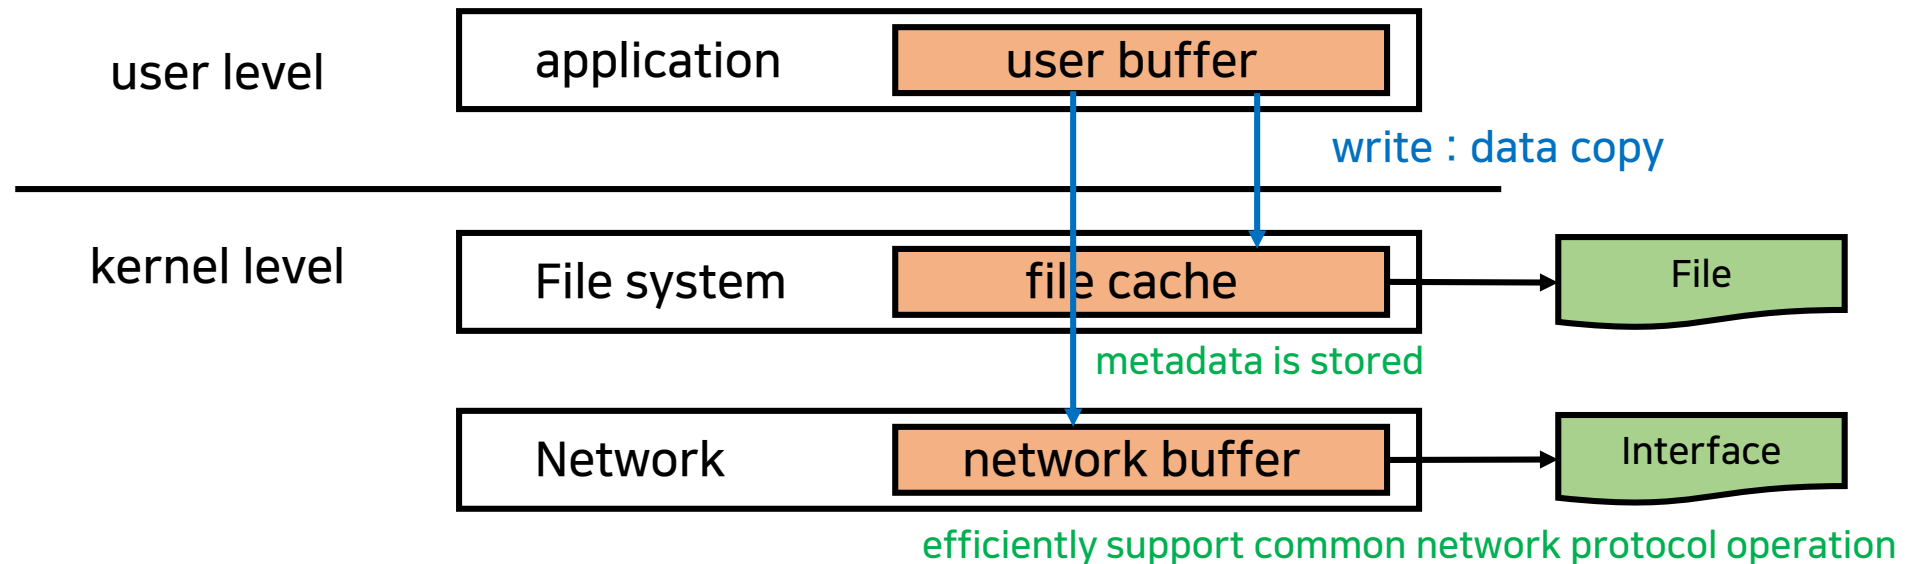 user level
application
user buffer
write : data copy
kernel level
File system
file cache
File
metadata is stored
Network
network buffer
Interface
efficiently support common network protocol operation